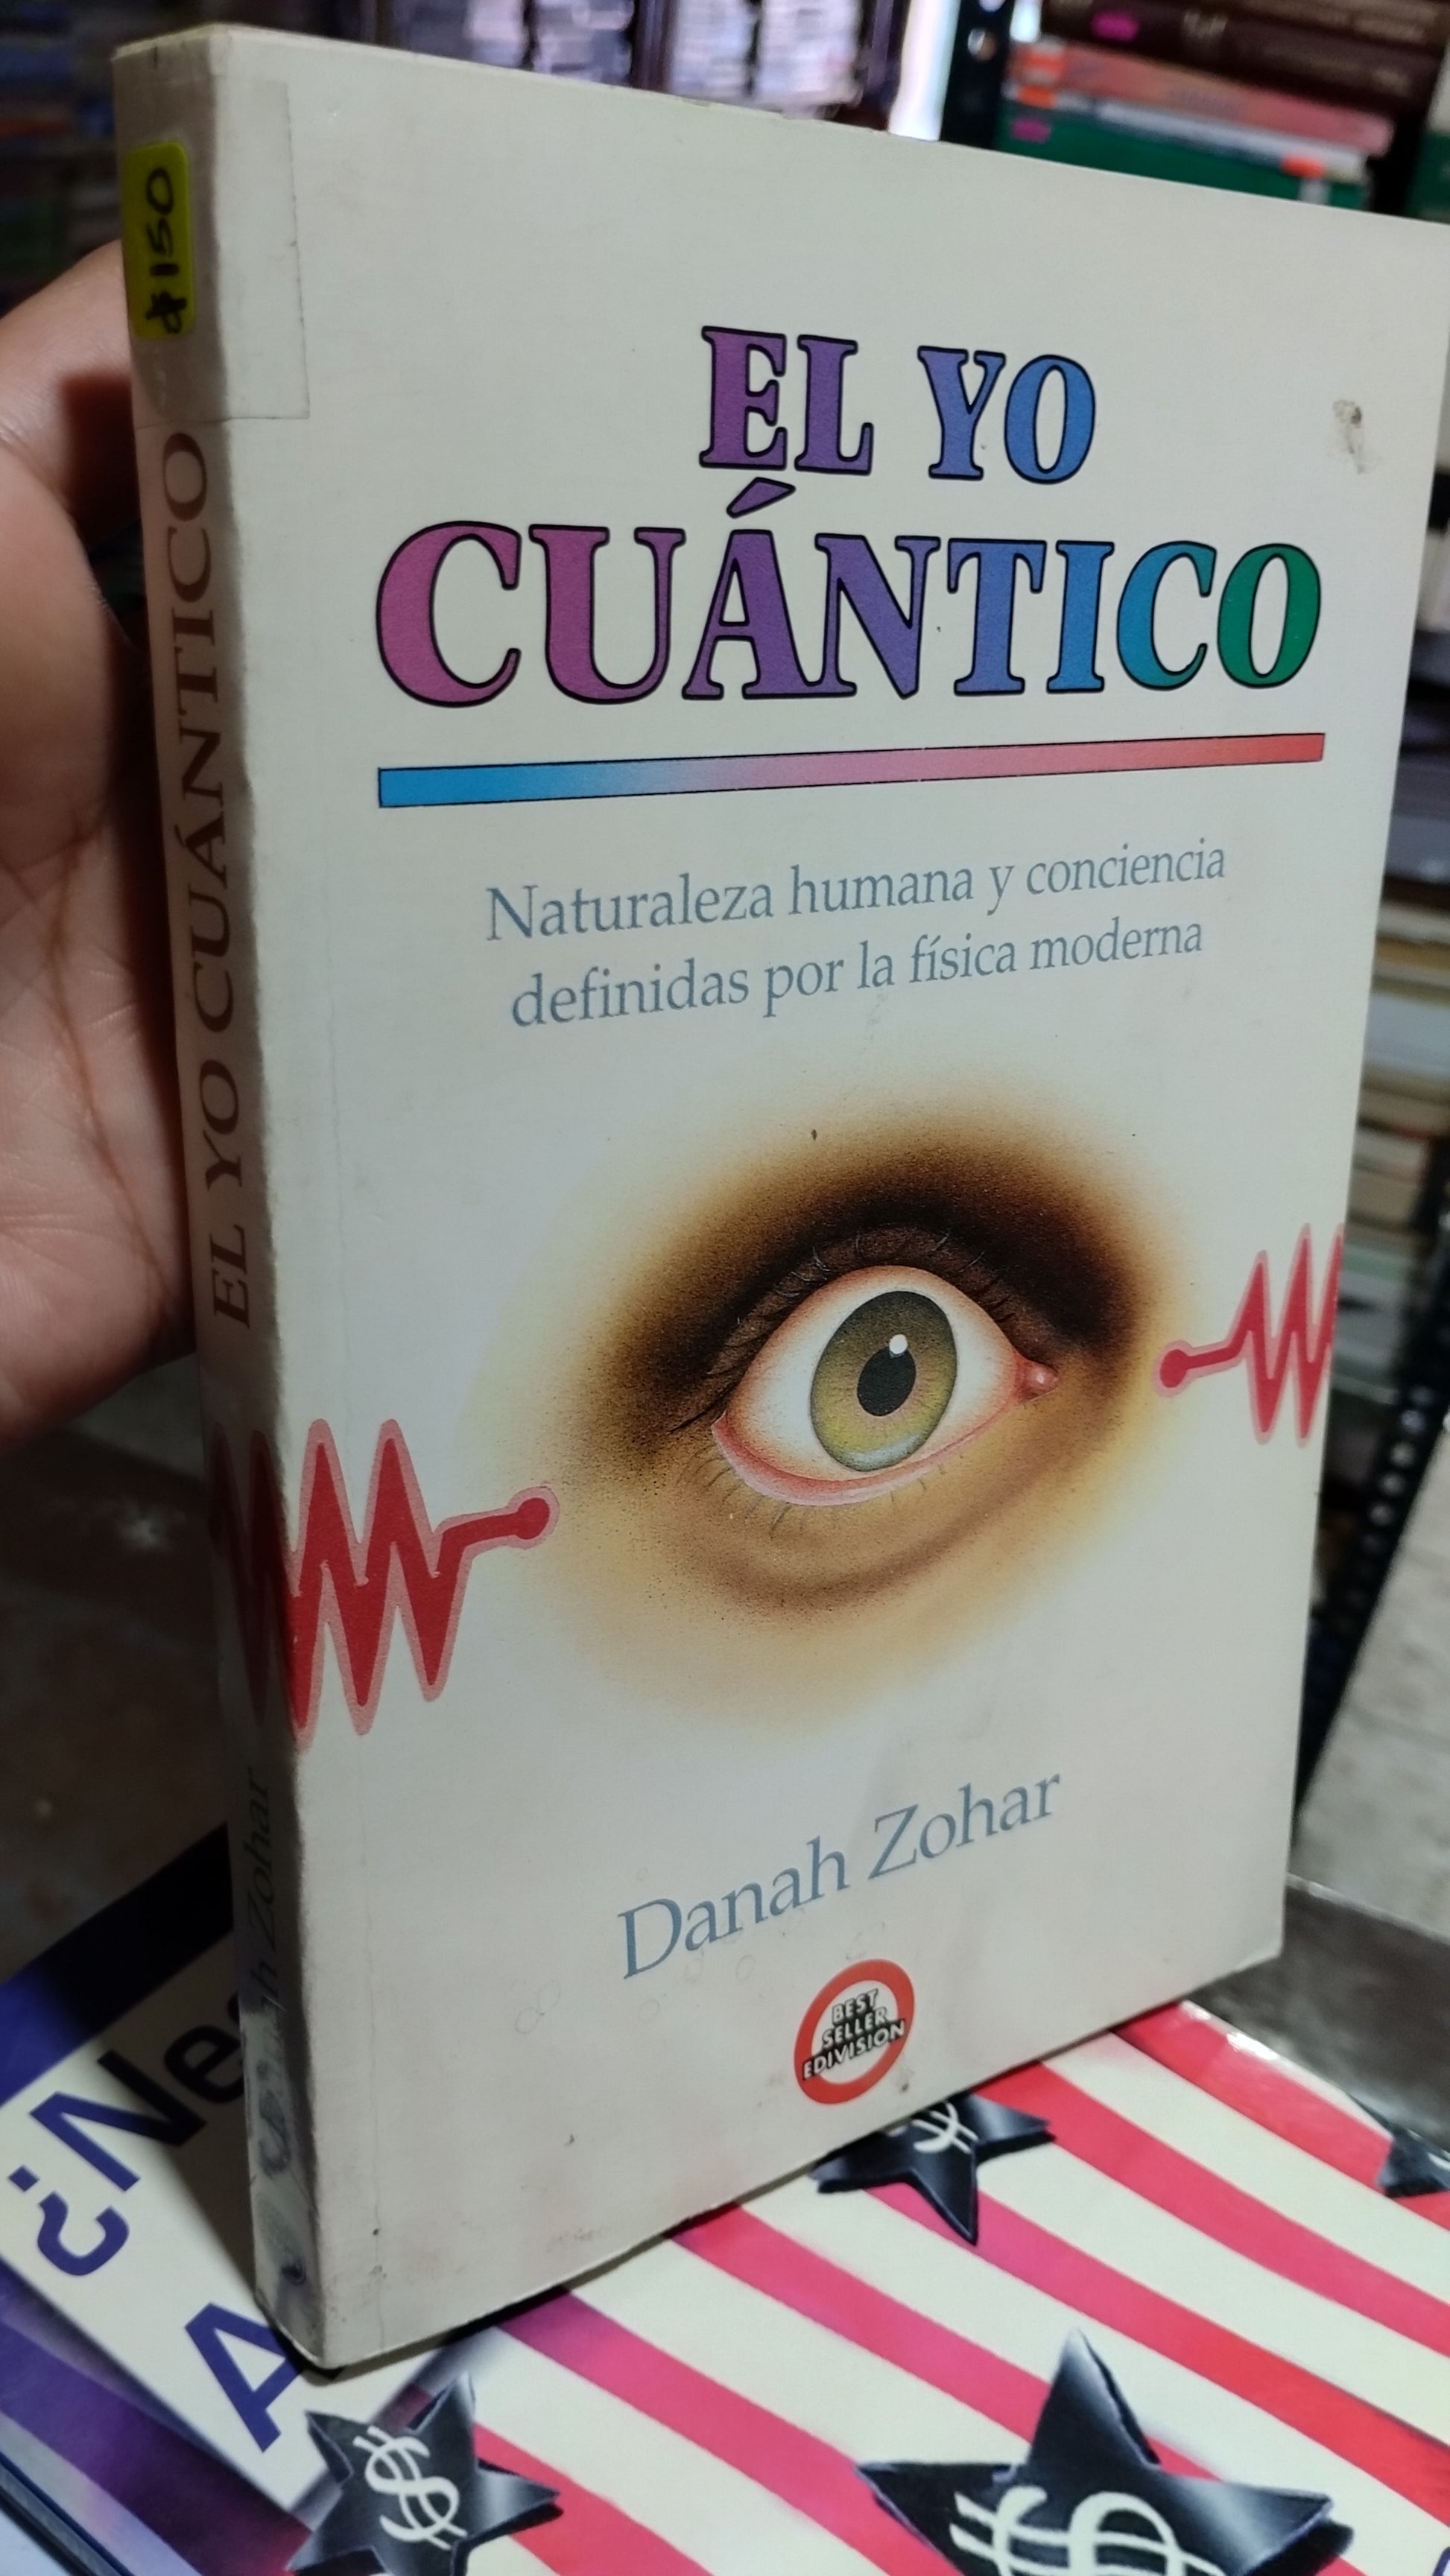 EL YO
CUÁNTICO
Naturaleza humana y conciencia
definidas por la física moderna
Danah Zohar
BEST
SELLER
EDIVISION
$150
EL YO CUÁNTICO
Zohar
$
$